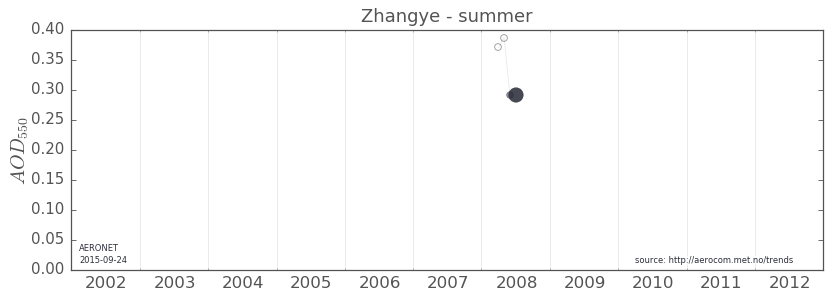 Zhangye - summer
0.40
0.35
0.30
0.25
0.20
0.15
0.10
0.05
0.00
AOD550
AERONET
2015-09-24
source: http://aerocom.met.no/trends
2002 2003 2004 2005 2006 2007 2008 2009 2010 2011 2012